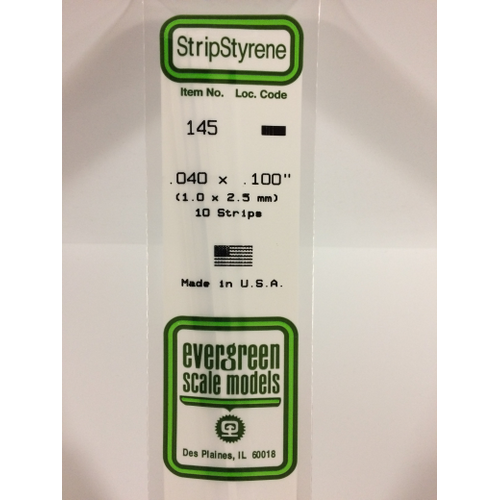 StripStyrene
Item No. Loc. Code
145
.040 x .100"
(1.0 x 2.5 mm)
10 Strips
Made in U.S.A.
evergreen
scale models
Des Plaines, IL 60018